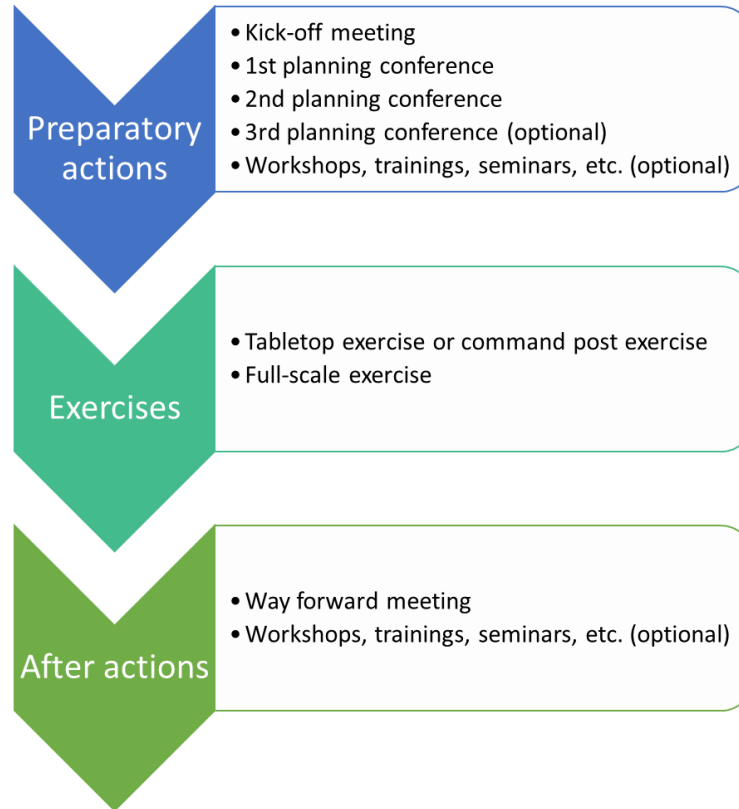 Preparatory
actions
• Kick-off meeting
• 1st planning conference
• 2nd planning conference
• 3rd planning conference (optional)
• Workshops, trainings, seminars, etc. (optional)
Exercises
• Tabletop exercise or command post exercise
• Full-scale exercise
After actions
• Way forward meeting
• Workshops, trainings, seminars, etc. (optional)